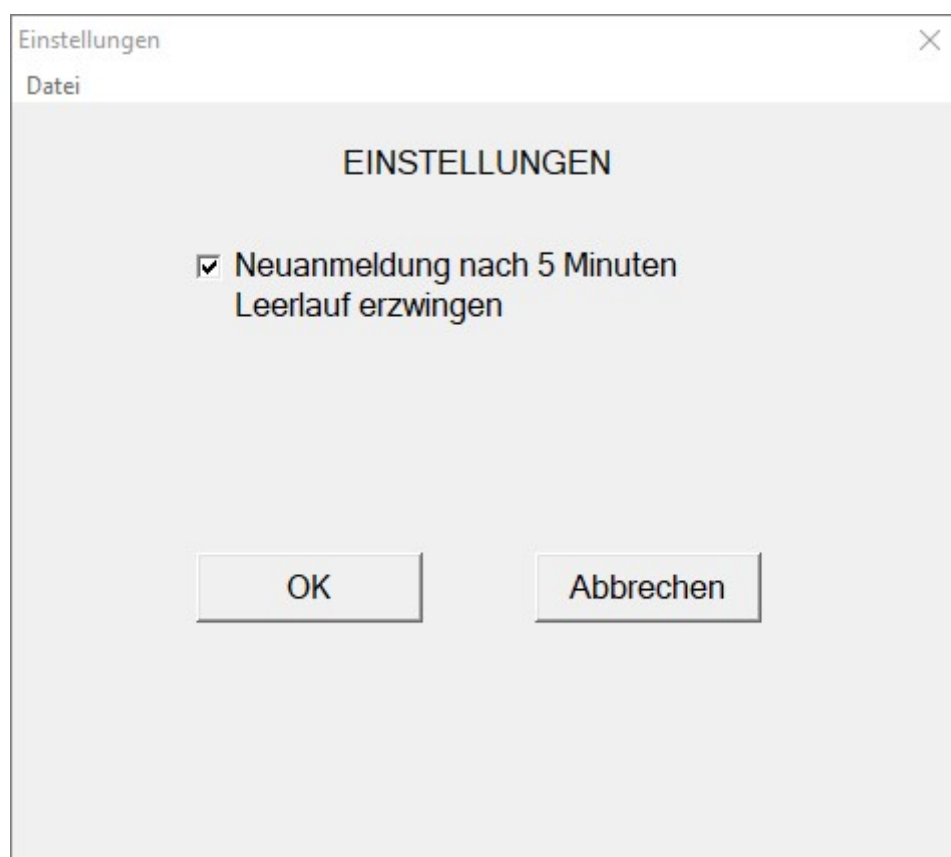 Einstellungen
Datei
EINSTELLUNGEN
Neuanmeldung nach 5 Minuten
Leerlauf erzwingen
OK
Abbrechen